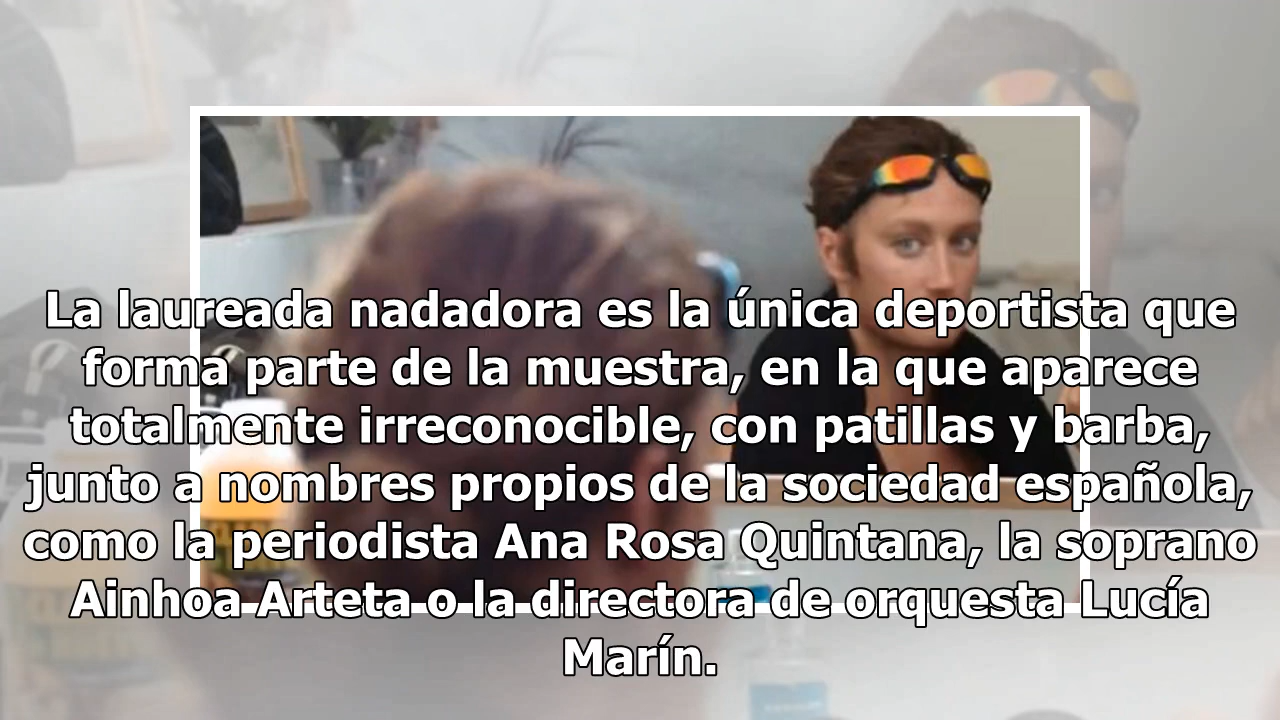 La laureada nadadora es la única deportista que
forma parte de la muestra, en la que aparece
totalmente irreconocible, con patillas y barba,
junto a nombres propios de la sociedad española,
como la periodista Ana Rosa Quintana, la soprano
Ainhoa Arteta o la directora de orquesta Lucía
Marín.